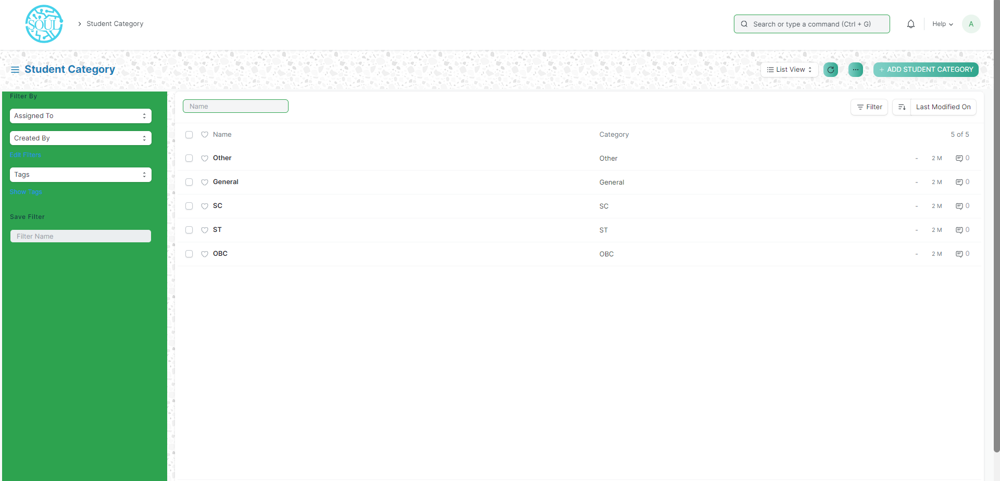 SOUL
Student Category
Search or type a command (Ctrl + G)
Help
A
Student Category
List View
ADD STUDENT CATEGORY
Filter By
Assigned To
Created By
Edit Filters
Tags
Show Tags
Save Filter
Filter Name
Name
Filter
Last Modified On
Name Category 5 of 5
Other Other - 2 M 0
General General - 2 M 0
SC SC - 2 M 0
ST ST - 2 M 0
OBC OBC - 2 M 0